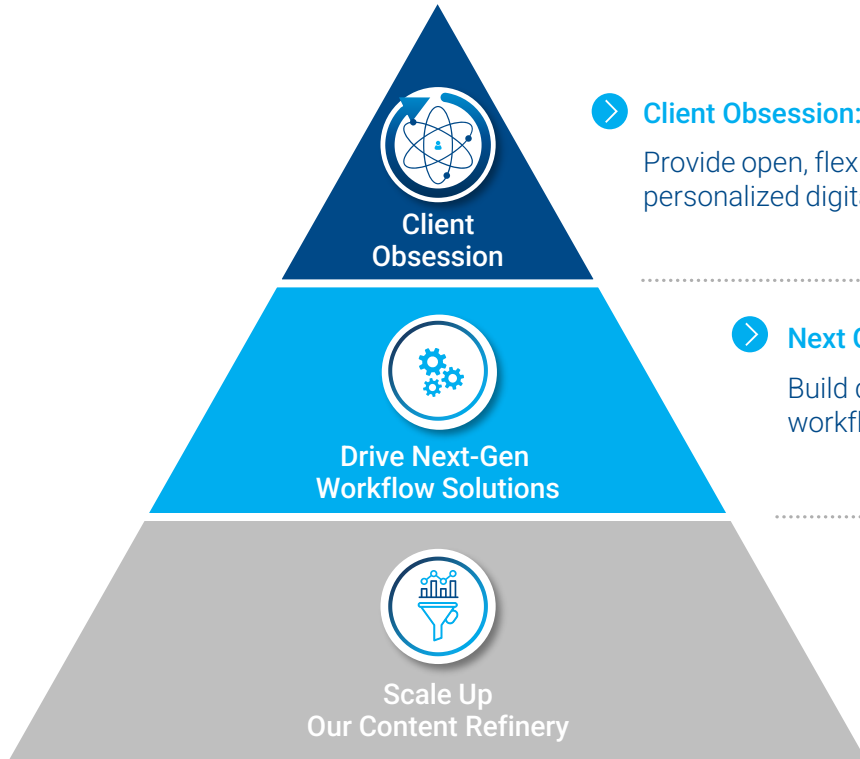 Client
Obsession
Client Obsession:
Provide open,
personalized
Next
Build
Drive Next-Gen
Workflow Solutions
Scale Up
Our Content Refinery